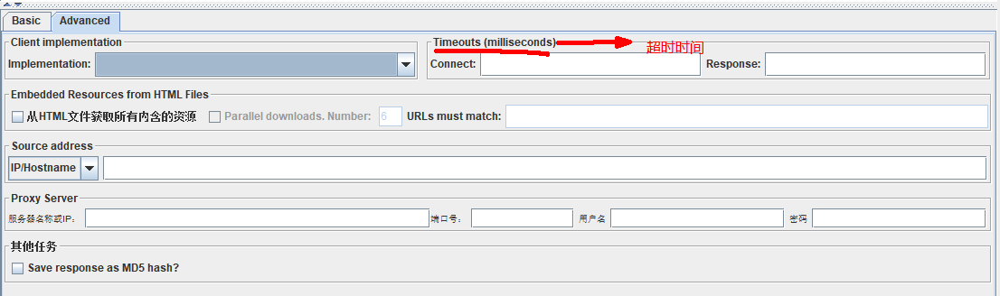 Basic Advanced
Client implementation
Implementation:
Timeouts (milliseconds)
超时时间
Connect: Response:
Embedded Resources from HTML Files
从HTML文件获取所有内含的资源 Parallel downloads. Number: 6 URLs must match:
Source address
IP/Hostname
Proxy Server
服务器名称或IP: 端口号: 用户名 密码
其他任务
Save response as MD5 hash?